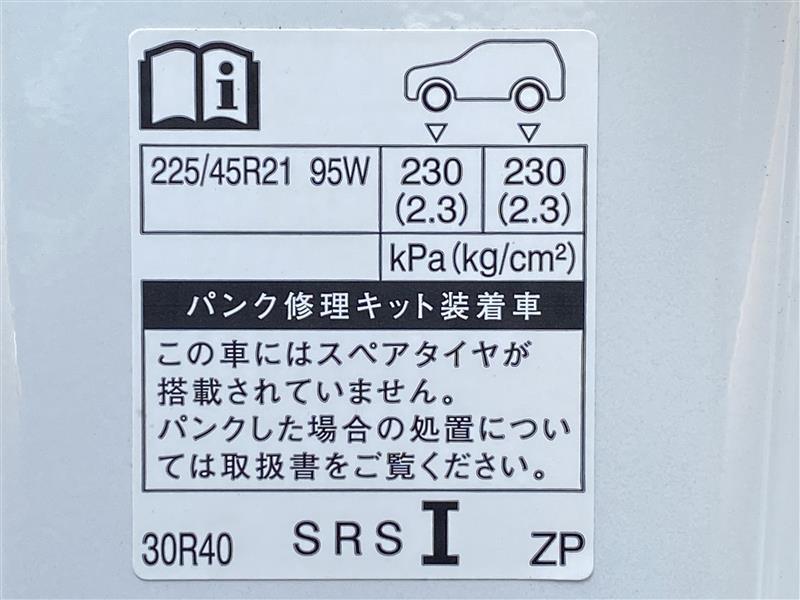 i
225/45R21 95W 230 230
(2.3) (2.3)
kPa(kg/cm²)
パンク修理キット装着車
この車にはスペアタイヤが
搭載されていません。
パンクした場合の処置につい
ては取扱書をご覧ください。
30R40 SRS I ZP